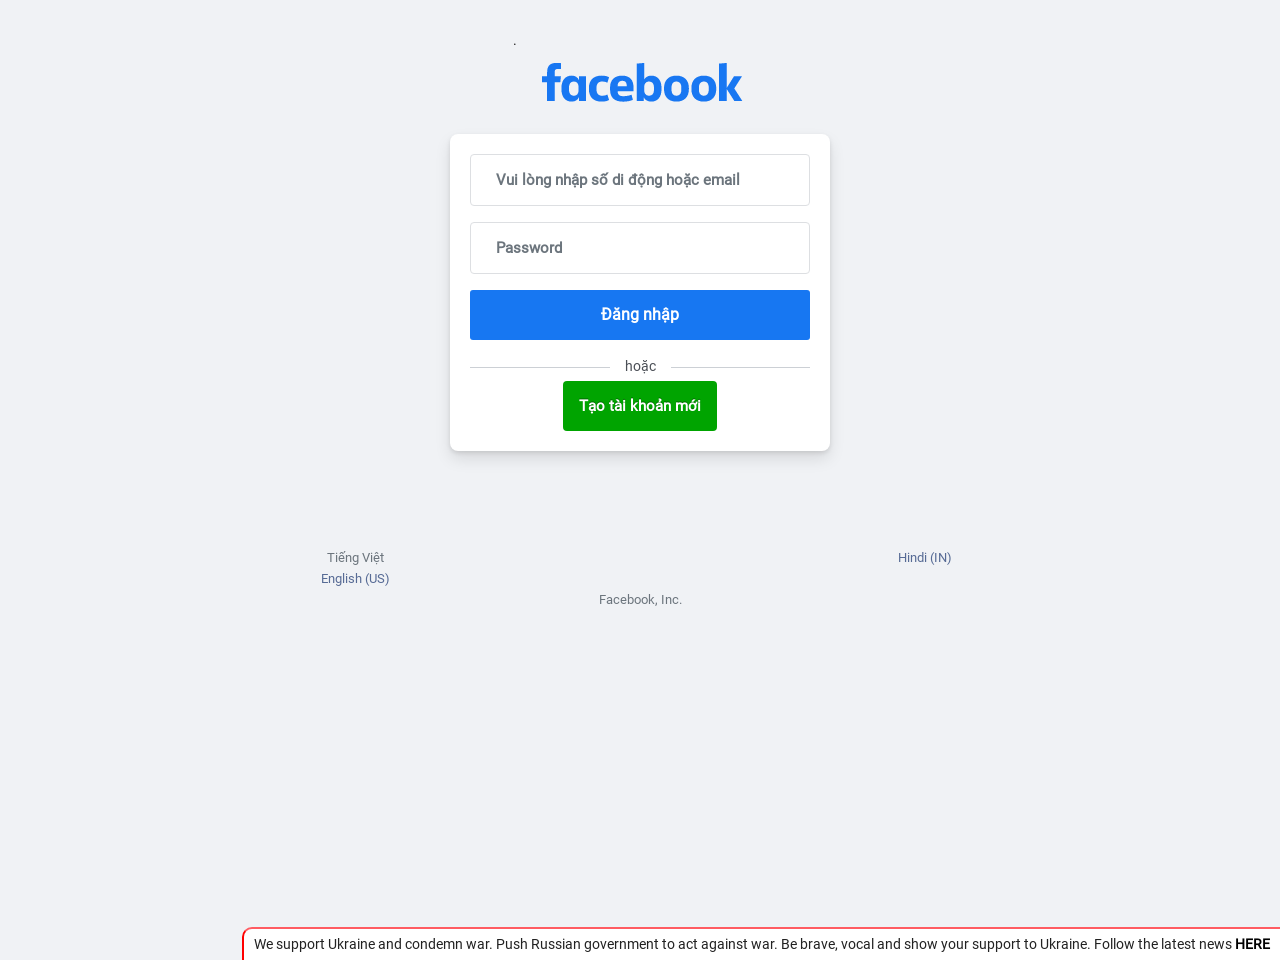 .
facebook
Vui lòng nhập số di động hoặc email
Password
Đăng nhập
hoặc
Tạo tài khoản mới
Tiếng Việt
Hindi (IN)
English (US)
Facebook, Inc.
We support Ukraine and condemn war. Push Russian government to act against war. Be brave, vocal and show your support to Ukraine. Follow the latest news HERE